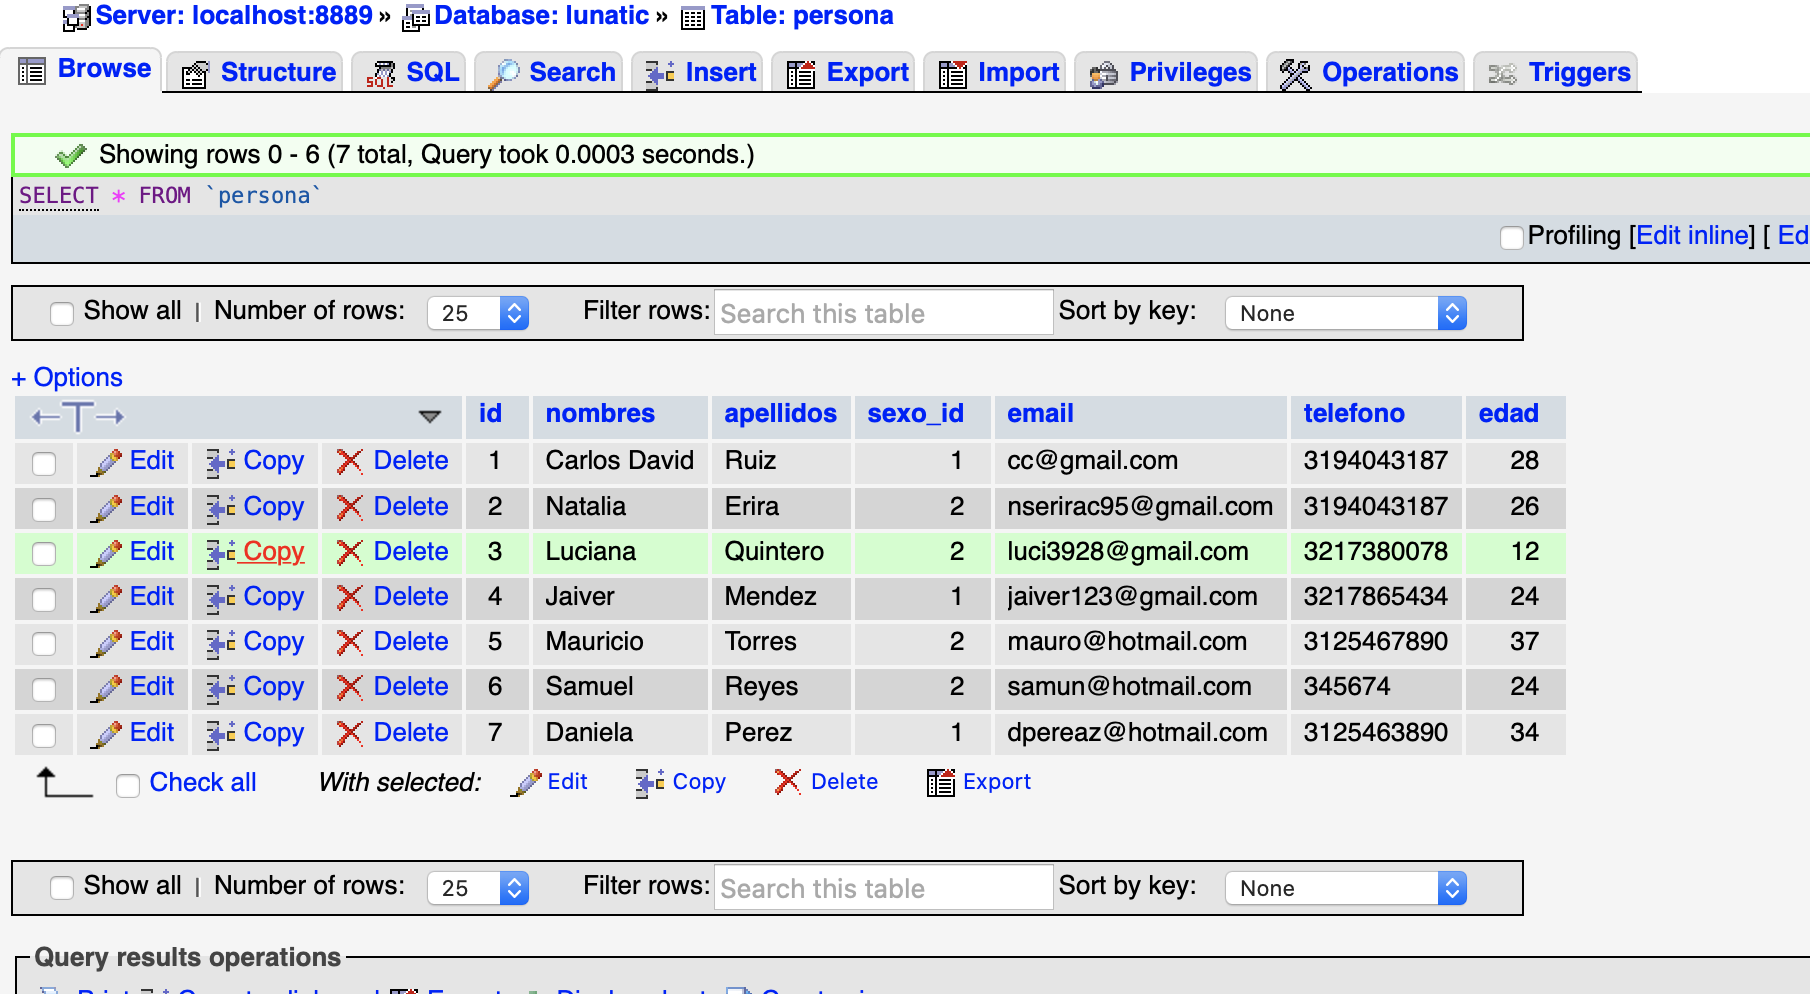 Server: localhost:8889 » Database: lunatic » Table: persona
Browse Structure SQL Search Insert Export Import Privileges Operations Triggers
Showing rows 0 - 6 (7 total, Query took 0.0003 seconds.)
SELECT * FROM `persona`
Profiling [Edit inline] [ Ed
Show all | Number of rows: 25 Filter rows: Search this table Sort by key: None
+ Options
←T→ id nombres apellidos sexo_id email telefono edad
Edit Copy Delete 1 Carlos David Ruiz 1 cc@gmail.com 3194043187 28
Edit Copy Delete 2 Natalia Erira 2 nserirac95@gmail.com 3194043187 26
Edit Copy Delete 3 Luciana Quintero 2 luci3928@gmail.com 3217380078 12
Edit Copy Delete 4 Jaiver Mendez 1 jaiver123@gmail.com 3217865434 24
Edit Copy Delete 5 Mauricio Torres 2 mauro@hotmail.com 3125467890 37
Edit Copy Delete 6 Samuel Reyes 2 samun@hotmail.com 345674 24
Edit Copy Delete 7 Daniela Perez 1 dpereaz@hotmail.com 3125463890 34
Check all With selected: Edit Copy Delete Export
Show all | Number of rows: 25 Filter rows: Search this table Sort by key: None
Query results operations